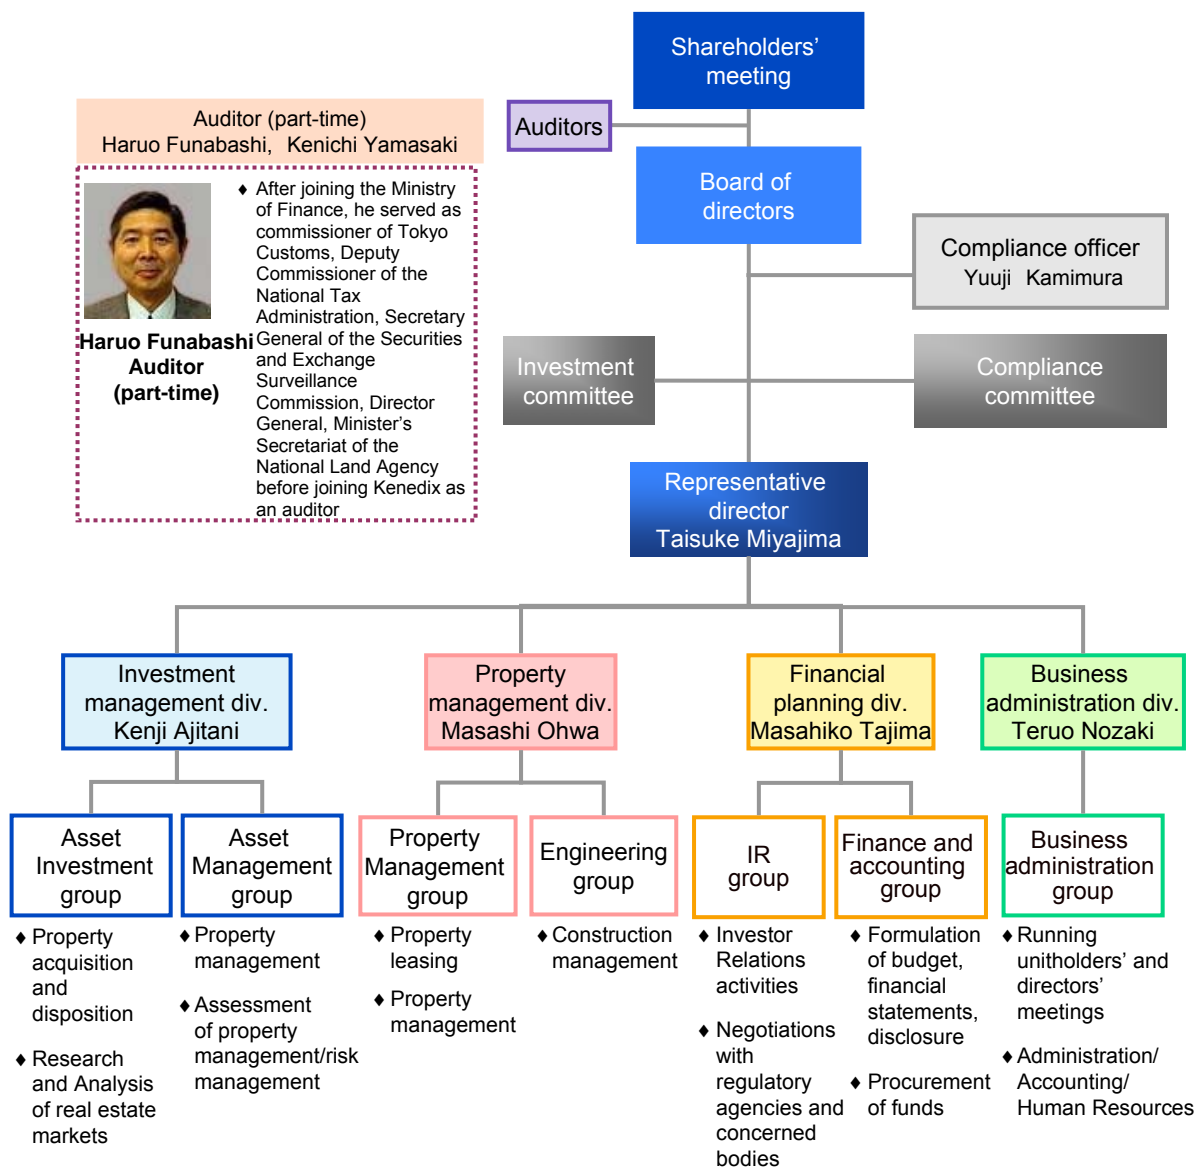 Shareholders’
meeting
Auditors
Auditor (part-time)
Haruo Funabashi, Kenichi Yamasaki
Board of
directors
♦ After joining the Ministry
of Finance, he served as
commissioner of Tokyo
Customs, Deputy
Commissioner of the
National Tax
Administration, Secretary
General of the Securities
and Exchange
Surveillance
Commission, Director
General, Minister’s
Secretariat of the
National Land Agency
before joining Kenedix as
an auditor
Haruo Funabashi
Auditor
(part-time)
Compliance officer
Yuuji Kamimura
Investment
committee
Compliance
committee
Representative
director
Taisuke Miyajima
Investment
management div.
Kenji Ajitani
Property
management div.
Masashi Ohwa
Financial
planning div.
Masahiko Tajima
Business
administration div.
Teruo Nozaki
Asset
Investment
group
Asset
Management
group
Property
Management
group
Engineering
group
IR
group
Finance and
accounting
group
Business
administration
group
♦ Property
acquisition
and
disposition
♦ Research
and Analysis
of real estate
markets
♦ Property
management
♦ Assessment
of property
management/risk
management
♦ Property
leasing
♦ Property
management
♦ Construction
management
♦ Investor
Relations
activities
♦ Negotiations
with
regulatory
agencies and
concerned
bodies
♦ Formulation
of budget,
financial
statements,
disclosure
♦ Procurement
of funds
♦ Running
unitholders’ and
directors’
meetings
♦ Administration/
Accounting/
Human Resources